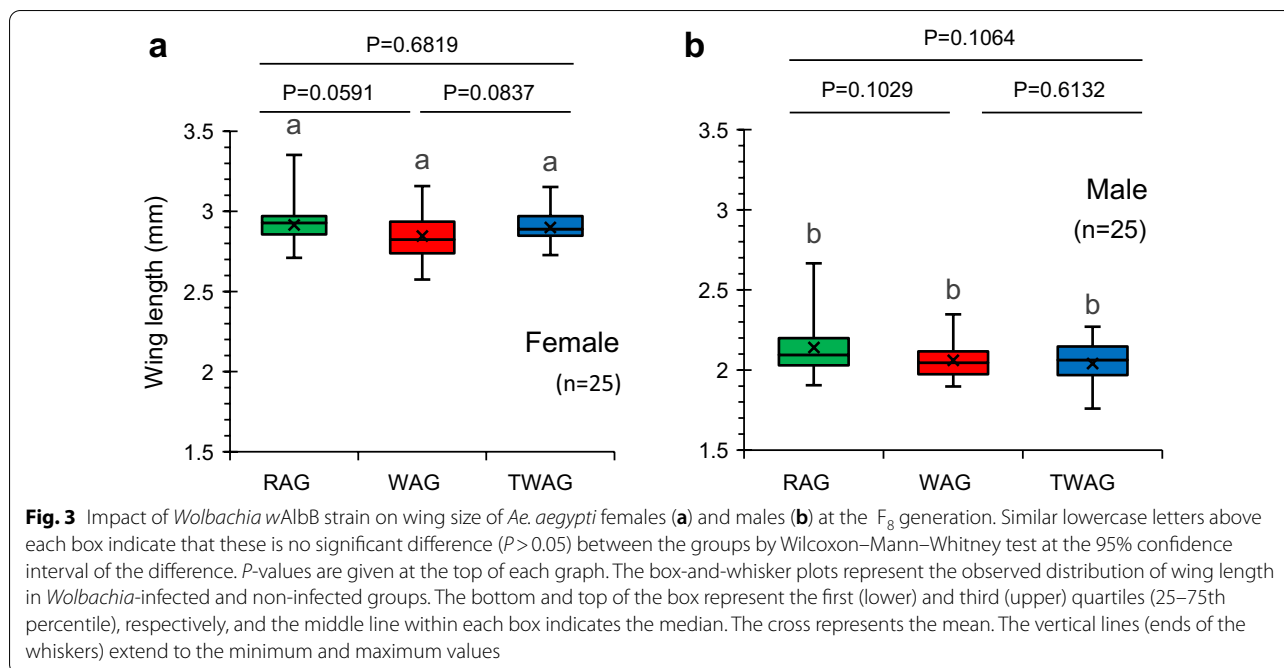 a
P=0.6819
P=0.0591
P=0.0837
a
a
a
3.5
3
2.5
2
1.5
Wing length (mm)
Female
(n=25)
RAG
WAG
TWAG
b
P=0.1064
P=0.1029
P=0.6132
b
b
b
3.5
3
2.5
2
1.5
Male
(n=25)
RAG
WAG
TWAG
Fig. 3 Impact of Wolbachia wAlbB strain on wing size of Ae. aegypti females (a) and males (b) at the F8 generation. Similar lowercase letters above
each box indicate that these is no significant difference (P > 0.05) between the groups by Wilcoxon–Mann–Whitney test at the 95% confidence
interval of the difference. P-values are given at the top of each graph. The box-and-whisker plots represent the observed distribution of wing length
in Wolbachia-infected and non-infected groups. The bottom and top of the box represent the first (lower) and third (upper) quartiles (25–75th
percentile), respectively, and the middle line within each box indicates the median. The cross represents the mean. The vertical lines (ends of the
whiskers) extend to the minimum and maximum values